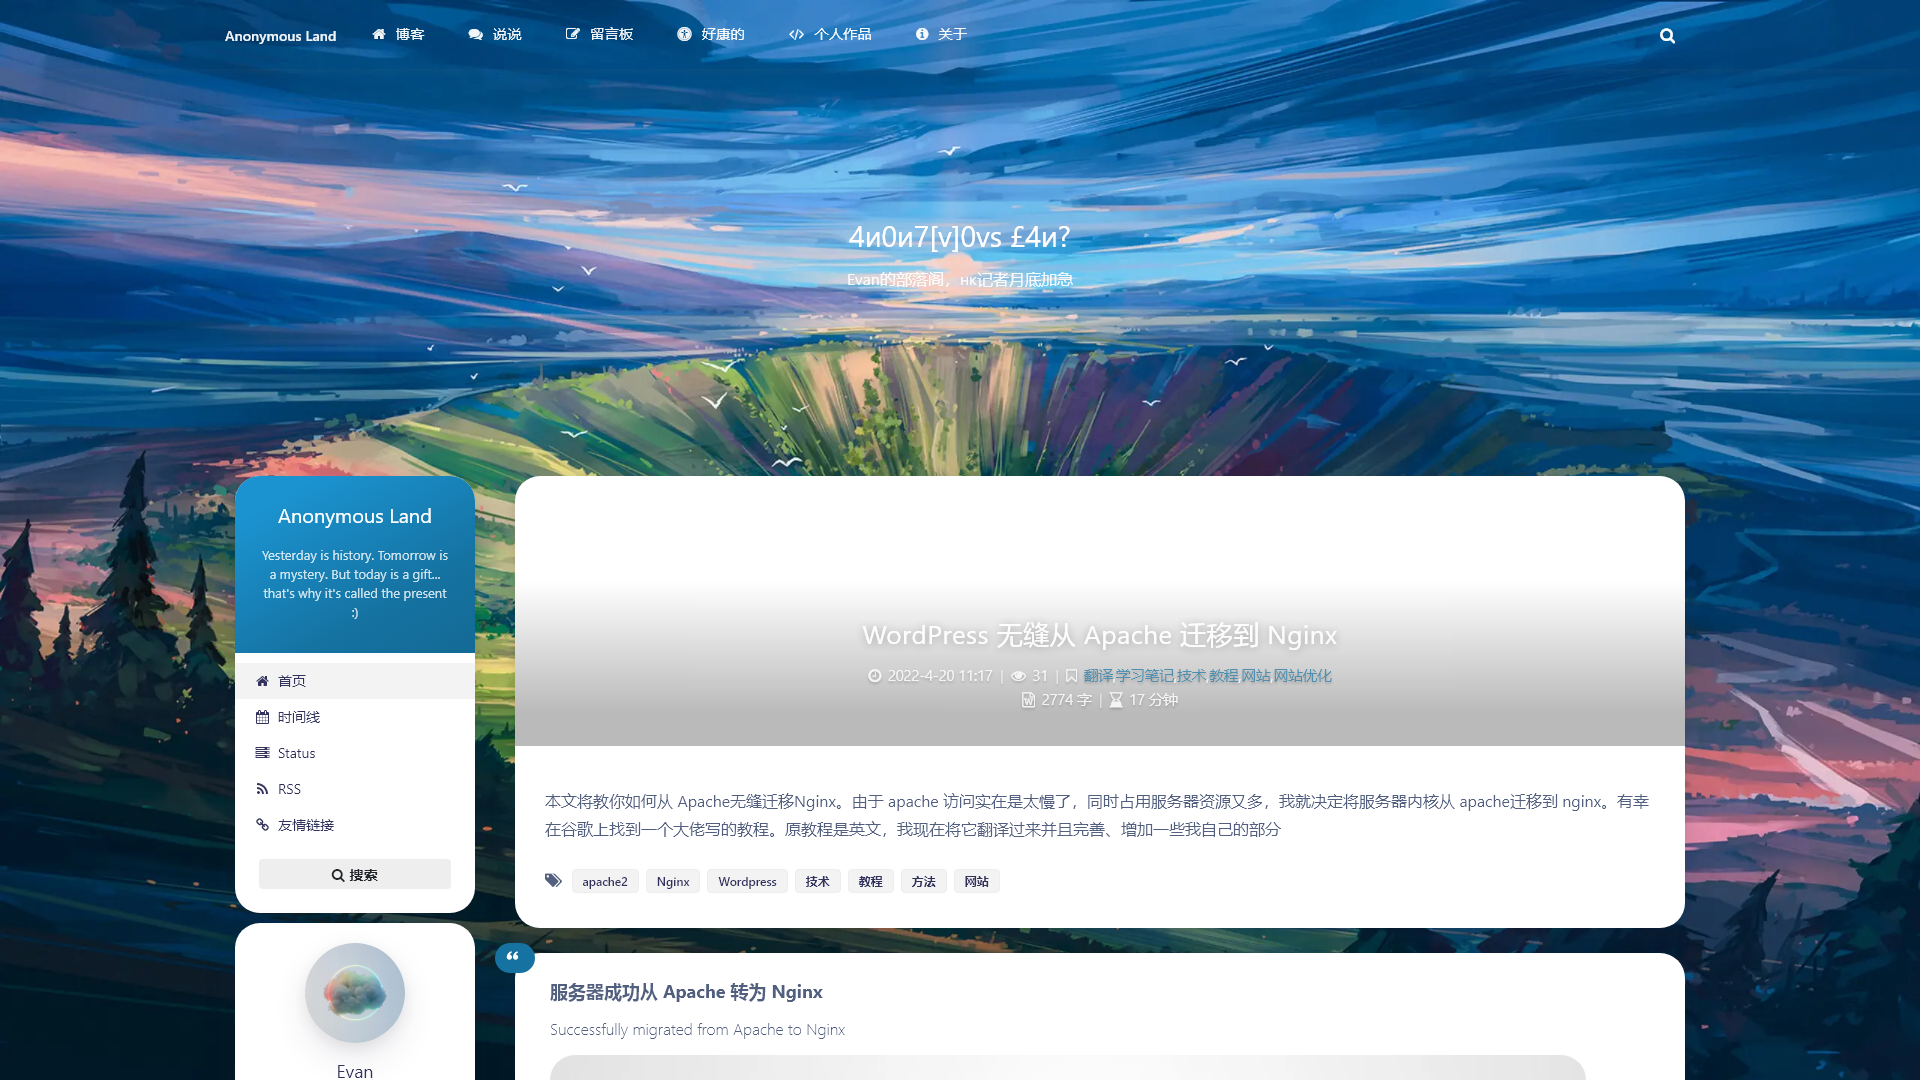 Anonymous Land 博客 说说 留言板 好康的 个人作品 关于
4и0и7[v]0vs £4и?
Evan的部落阁，нк记者月底加急
Anonymous Land
Yesterday is history. Tomorrow is
a mystery. But today is a gift...
that's why it's called the present
:)
首页
时间线
Status
RSS
友情链接
搜索
Evan
WordPress 无缝从 Apache 迁移到 Nginx
2022-4-20 11:17 | 31 | 翻译,学习笔记,技术,教程,网站,网站优化
2774 字 | 17 分钟
本文将教你如何从 Apache无缝迁移Nginx。由于 apache 访问实在是太慢了，同时占用服务器资源又多，我就决定将服务器内核从 apache迁移到 nginx。有幸
在谷歌上找到一个大佬写的教程。原教程是英文，我现在将它翻译过来并且完善、增加一些我自己的部分
apache2 Nginx Wordpress 技术 教程 方法 网站
服务器成功从 Apache 转为 Nginx
Successfully migrated from Apache to Nginx